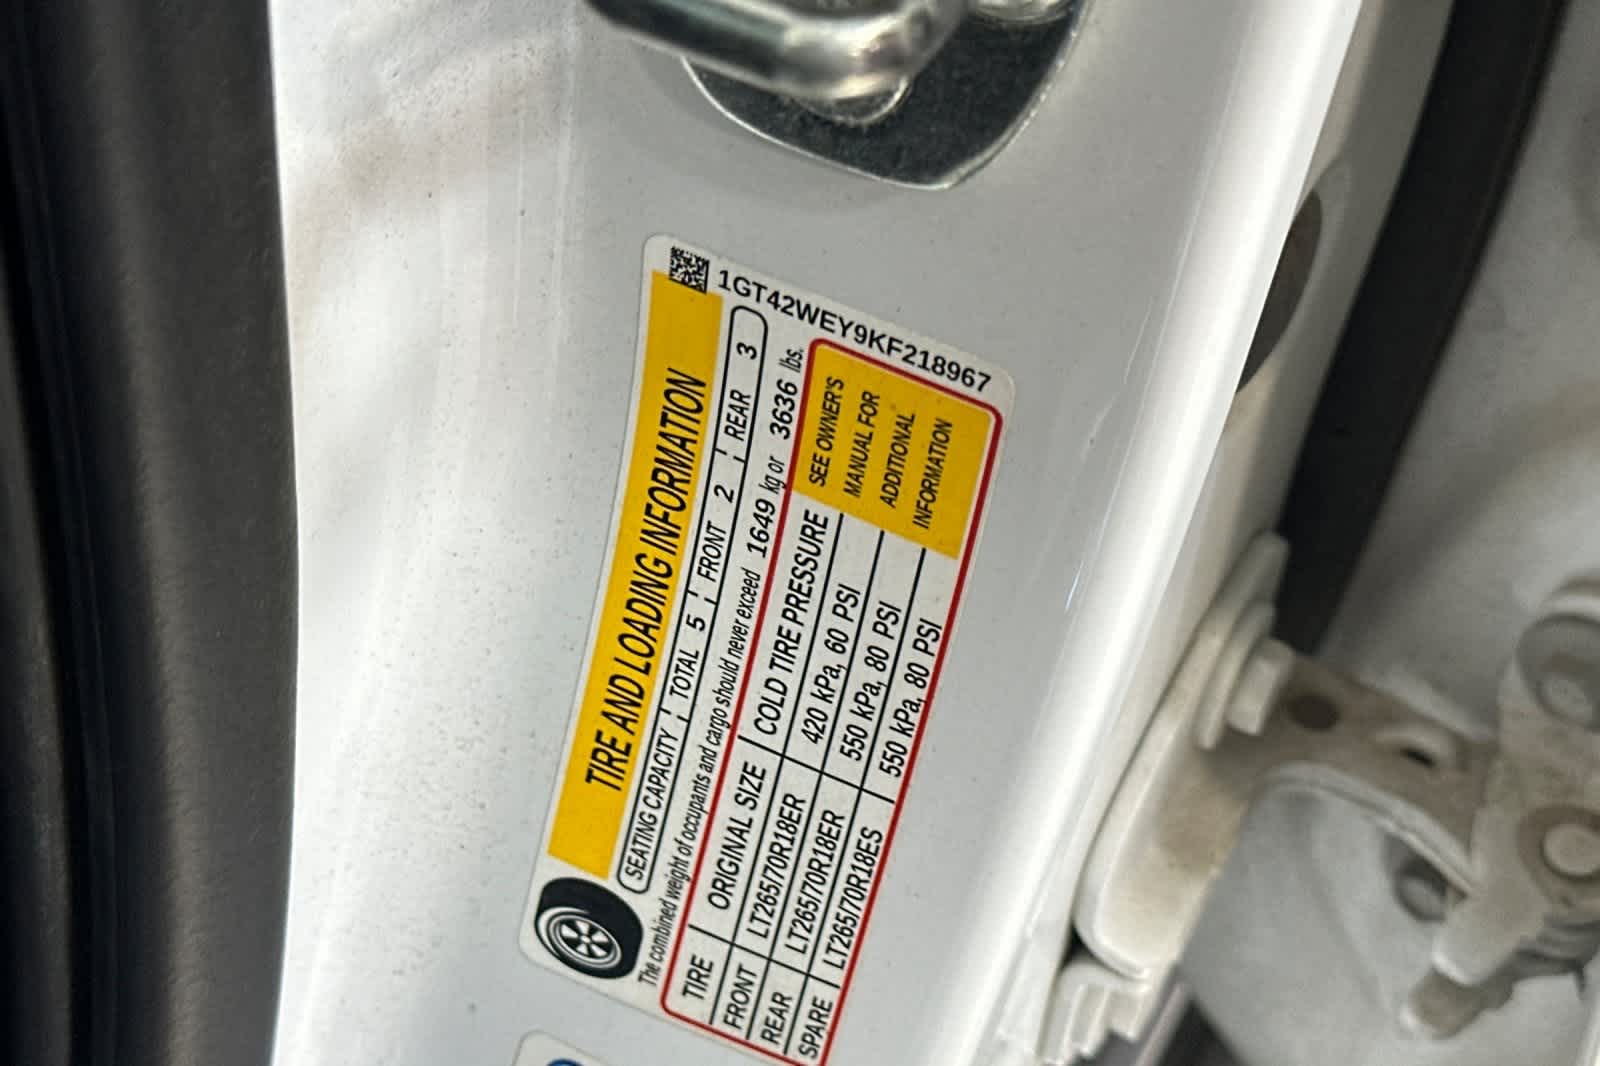 1GT42WEY9KF218967
TIRE AND LOADING INFORMATION
SEATING CAPACITY TOTAL 5 FRONT 2 REAR 3
The combined weight of occupants and cargo should never exceed 1649 kg or 3636 lbs.
TIRE ORIGINAL SIZE COLD TIRE PRESSURE
FRONT LT265/70R18ER 420 kPa, 60 PSI
REAR LT265/70R18ER 550 kPa, 80 PSI
SPARE LT265/70R18ES 550 kPa, 80 PSI
SEE OWNER'S
MANUAL FOR
ADDITIONAL
INFORMATION